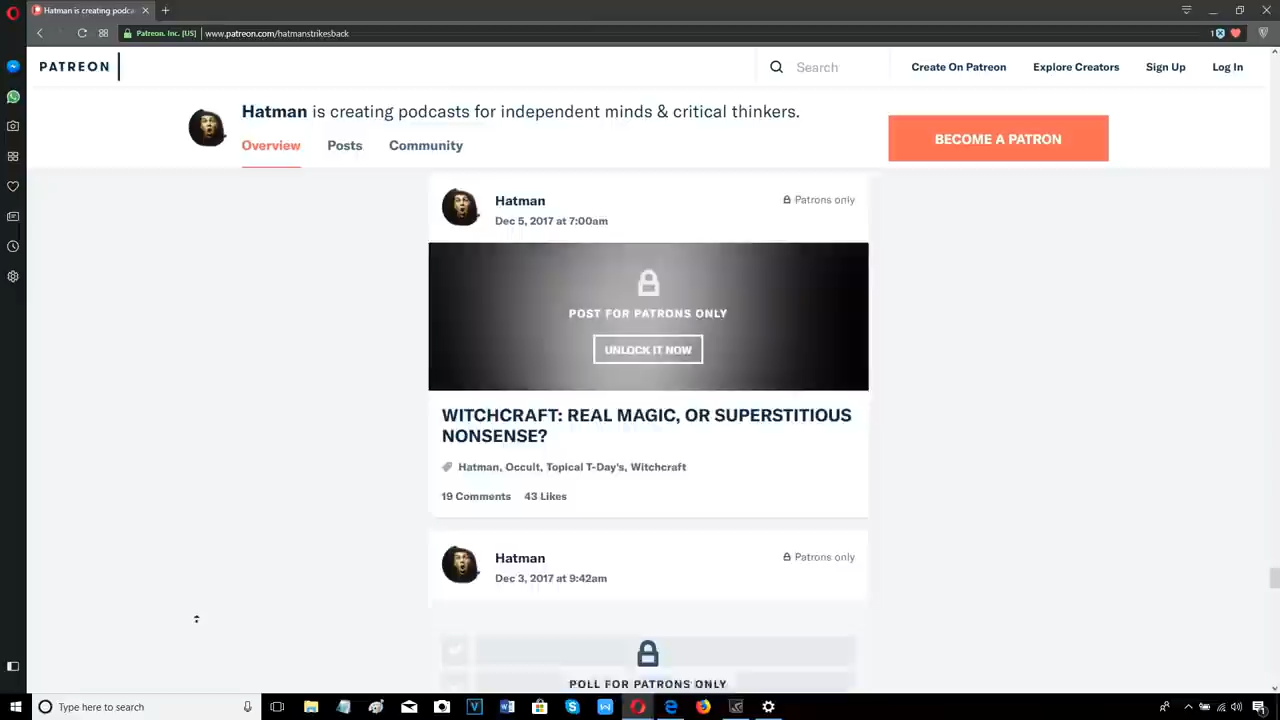 Hatman is creating podca
Patreon, Inc. [US]
www.patreon.com/hatmanstrikesback
1
PATREON
Search
Create On Patreon
Explore Creators
Sign Up
Log In
Hatman is creating podcasts for independent minds & critical thinkers.
Overview
Posts
Community
BECOME A PATRON
Hatman
Patrons only
Dec 5, 2017 at 7:00am
POST FOR PATRONS ONLY
UNLOCK IT NOW
WITCHCRAFT: REAL MAGIC, OR SUPERSTITIOUS
NONSENSE?
Hatman, Occult, Topical T-Day's, Witchcraft
19 Comments 43 Likes
Hatman
Patrons only
Dec 3, 2017 at 9:42am
POLL FOR PATRONS ONLY
Type here to search